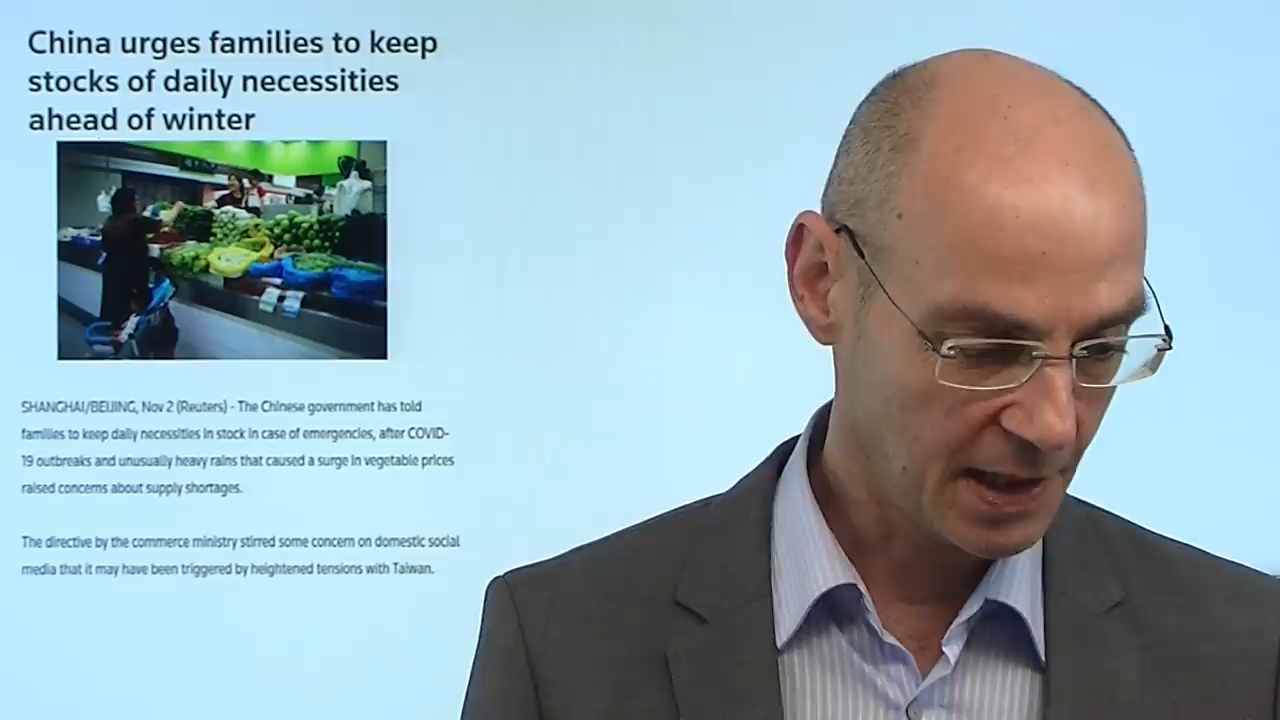 China urges families to keep
stocks of daily necessities
ahead of winter
SHANGHAI/BEIJING, Nov 2 (Reuters) - The Chinese government has told
families to keep daily necessities in stock in case of emergencies, after COVID-
19 outbreaks and unusually heavy rains that caused a surge in vegetable prices
raised concerns about supply shortages.
The directive by the commerce ministry stirred some concern on domestic social
media that it may have been triggered by heightened tensions with Taiwan.